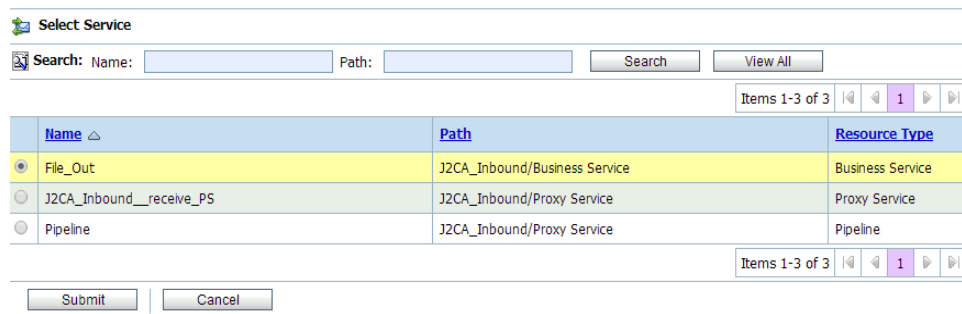 Select Service
Search: Name: Path: Search View All
Items 1-3 of 3 1
Name Path Resource Type
File_Out J2CA_Inbound/Business Service Business Service
J2CA_Inbound__receive_PS J2CA_Inbound/Proxy Service Proxy Service
Pipeline J2CA_Inbound/Proxy Service Pipeline
Items 1-3 of 3 1
Submit Cancel